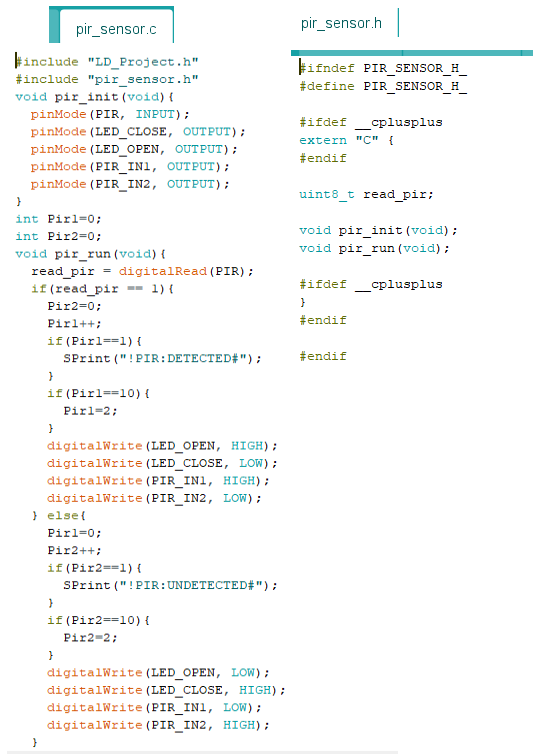 pir_sensor.c
#include "LD_Project.h"
#include "pir_sensor.h"
void pir_init(void){
  pinMode(PIR, INPUT);
  pinMode(LED_CLOSE, OUTPUT);
  pinMode(LED_OPEN, OUTPUT);
  pinMode(PIR_IN1, OUTPUT);
  pinMode(PIR_IN2, OUTPUT);
}
int Pir1=0;
int Pir2=0;
void pir_run(void){
  read_pir = digitalRead(PIR);
  if(read_pir == 1){
    Pir2=0;
    Pir1++;
    if(Pir1==1){
      SPrint("!PIR:DETECTED#");
    }
    if(Pir1==10){
      Pir1=2;
    }
    digitalWrite(LED_OPEN, HIGH);
    digitalWrite(LED_CLOSE, LOW);
    digitalWrite(PIR_IN1, HIGH);
    digitalWrite(PIR_IN2, LOW);
  } else{
    Pir1=0;
    Pir2++;
    if(Pir2==1){
      SPrint("!PIR:UNDETECTED#");
    }
    if(Pir2==10){
      Pir2=2;
    }
    digitalWrite(LED_OPEN, LOW);
    digitalWrite(LED_CLOSE, HIGH);
    digitalWrite(PIR_IN1, LOW);
    digitalWrite(PIR_IN2, HIGH);
  }
pir_sensor.h
#ifndef PIR_SENSOR_H_
#define PIR_SENSOR_H_

#ifdef __cplusplus
extern "C" {
#endif

uint8_t read_pir;

void pir_init(void);
void pir_run(void);

#ifdef __cplusplus
}
#endif

#endif